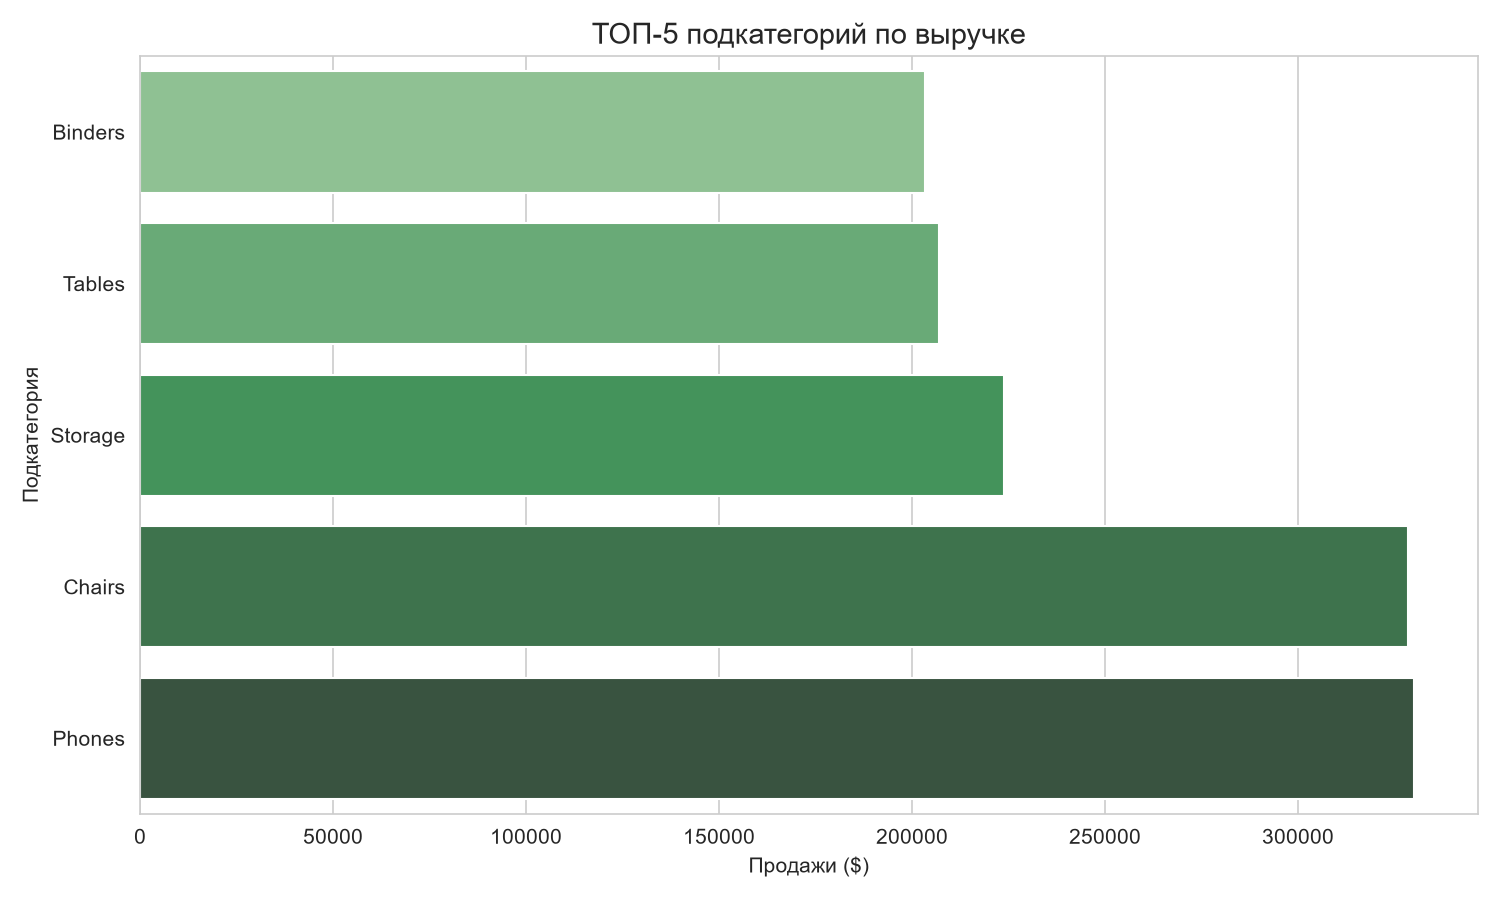 ТОП-5 подкатегорий по выручке
Подкатегория
Binders
Tables
Storage
Chairs
Phones
0 50000 100000 150000 200000 250000 300000
Продажи ($)